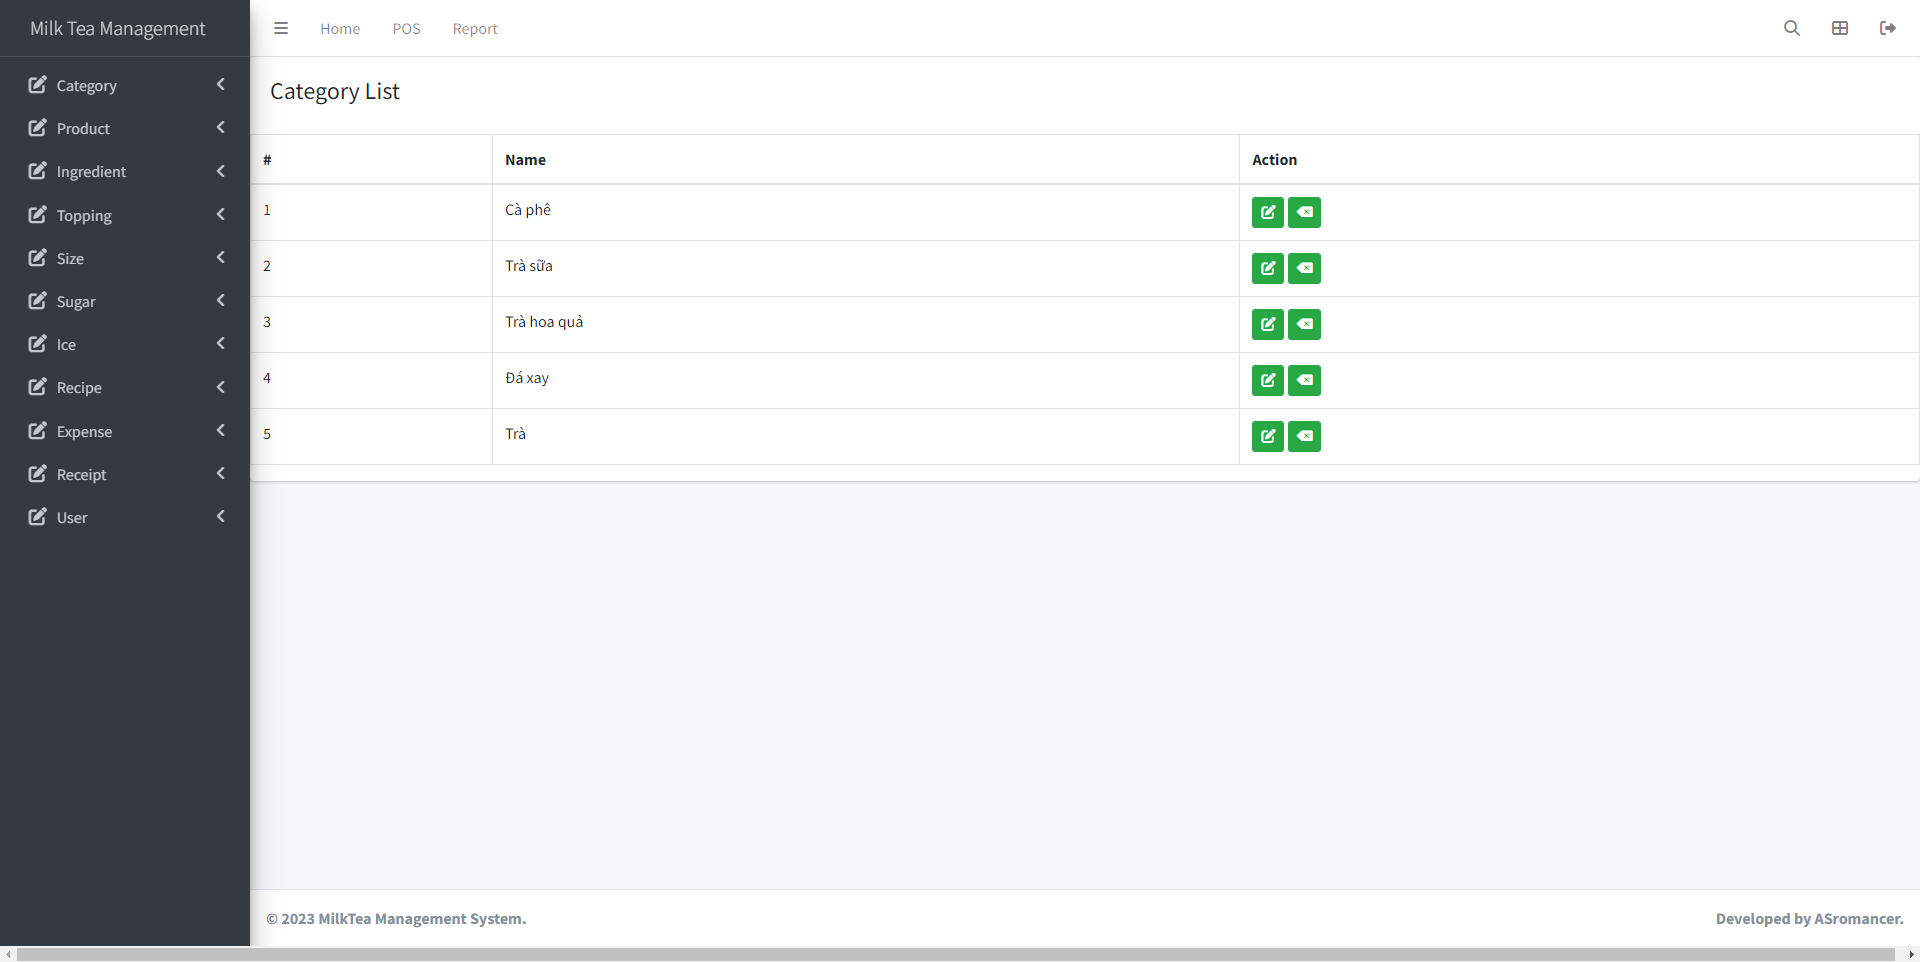 Milk Tea Management
Home POS Report
Category
Product
Ingredient
Topping
Size
Sugar
Ice
Recipe
Expense
Receipt
User
Category List
# Name Action
1 Cà phê
2 Trà sữa
3 Trà hoa quả
4 Đá xay
5 Trà
© 2023 MilkTea Management System. Developed by ASromancer.